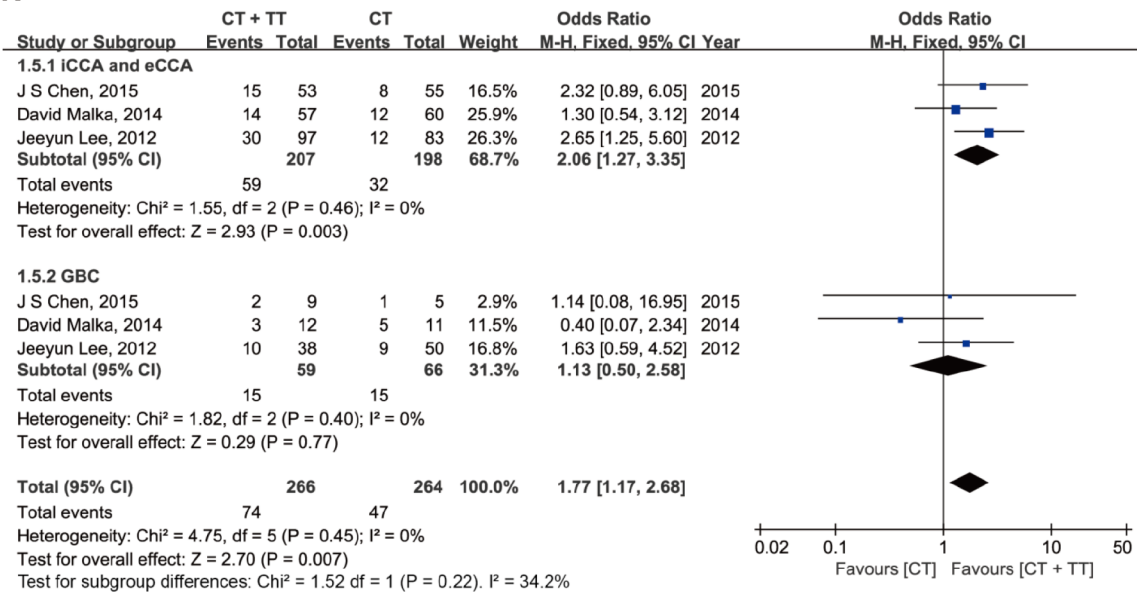 CT + TT CT Odds Ratio Odds Ratio
Study or Subgroup Events Total Events Total Weight M-H, Fixed, 95% CI Year M-H, Fixed, 95% CI
1.5.1 iCCA and eCCA
J S Chen, 2015 15 53 8 55 16.5% 2.32 [0.89, 6.05] 2015
David Malka, 2014 14 57 12 60 25.9% 1.30 [0.54, 3.12] 2014
Jeeyun Lee, 2012 30 97 12 83 26.3% 2.65 [1.25, 5.60] 2012
Subtotal (95% CI) 207 198 68.7% 2.06 [1.27, 3.35]
Total events 59 32
Heterogeneity: Chi² = 1.55, df = 2 (P = 0.46); I² = 0%
Test for overall effect: Z = 2.93 (P = 0.003)
1.5.2 GBC
J S Chen, 2015 2 9 1 5 2.9% 1.14 [0.08, 16.95] 2015
David Malka, 2014 3 12 5 11 11.5% 0.40 [0.07, 2.34] 2014
Jeeyun Lee, 2012 10 38 9 50 16.8% 1.63 [0.59, 4.52] 2012
Subtotal (95% CI) 59 66 31.3% 1.13 [0.50, 2.58]
Total events 15 15
Heterogeneity: Chi² = 1.82, df = 2 (P = 0.40); I² = 0%
Test for overall effect: Z = 0.29 (P = 0.77)
Total (95% CI) 266 264 100.0% 1.77 [1.17, 2.68]
Total events 74 47
Heterogeneity: Chi² = 4.75, df = 5 (P = 0.45); I² = 0%
Test for overall effect: Z = 2.70 (P = 0.007)
Test for subgroup differences: Chi² = 1.52 df = 1 (P = 0.22). I² = 34.2%
0.02 0.1 1 10 50
Favours [CT] Favours [CT + TT]